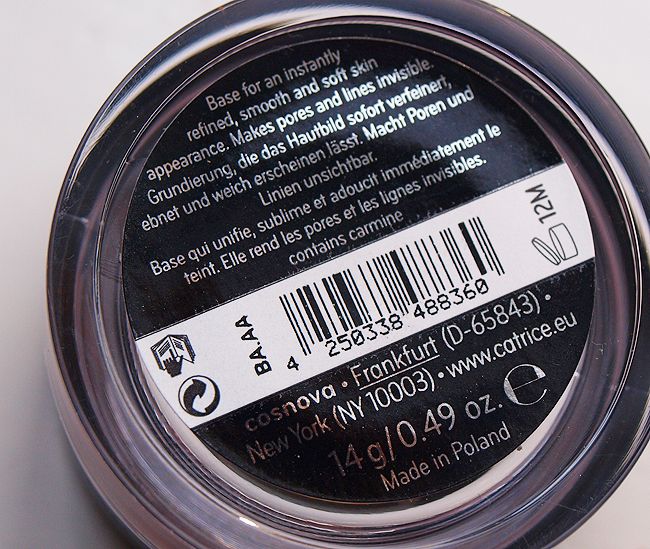 Base for an instantly
refined, smooth and soft skin
appearance. Makes pores and lines invisible.
Grundierung, die das Hautbild sofort verfeinert,
ebnet und weich erscheinen lässt. Macht Poren und
Linien unsichtbar.
Base qui unifie, sublime et adoucit immédiatement le
teint. Elle rend les pores et les lignes invisibles.
contains carmine
12M
BA.4A
4 250338 488360
cosnova • Frankfurt (D-65843) •
New York (NY 10003) • www.catrice.eu
14 g/0.49 oz. e
Made in Poland